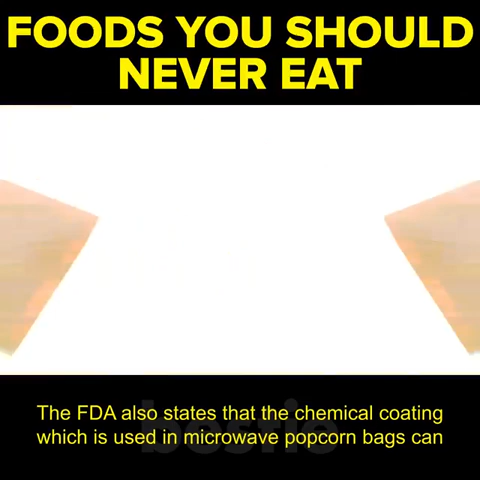 FOODS YOU SHOULD
NEVER EAT
The FDA also states that the chemical coating
which is used in microwave popcorn bags can
bestie